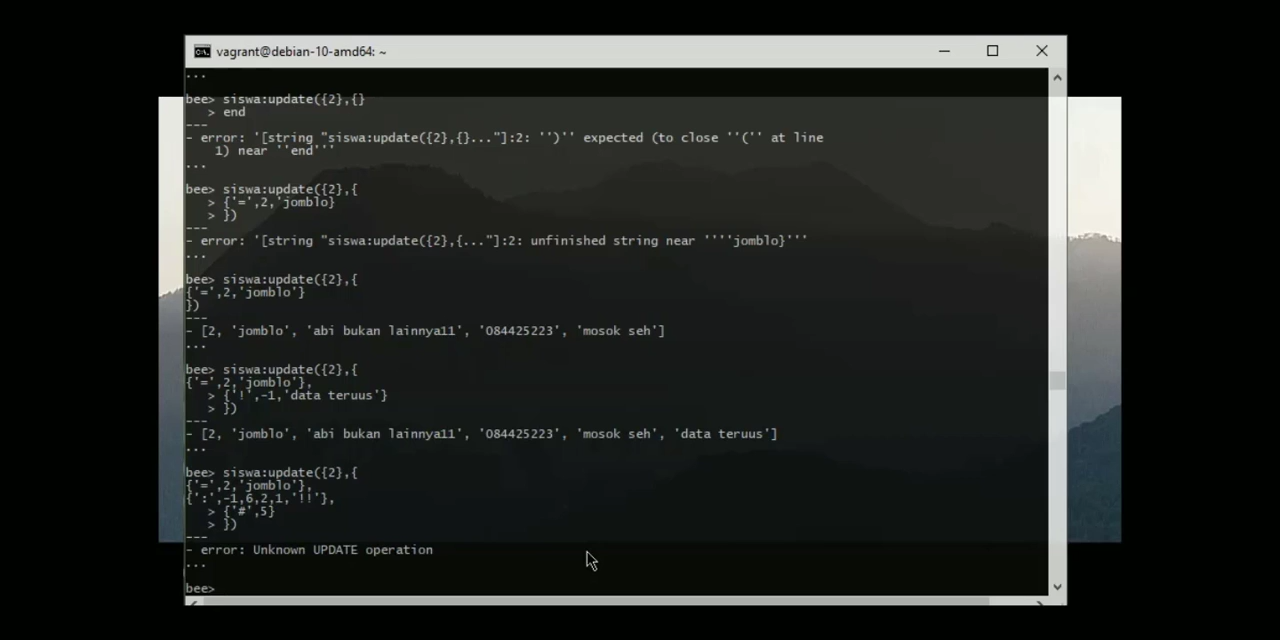 vagrant@debian-10-amd64: ~
...
bee> siswa:update({2},{}
> end
---
- error: '[string "siswa:update({2},{}..."]:2: '')'' expected (to close ''('' at line
1) near ''end'''
...
bee> siswa:update({2},{
> {'=',2,'jomblo}
> })
---
- error: '[string "siswa:update({2},{..."]:2: unfinished string near ''''jomblo}'''
...
bee> siswa:update({2},{
{'=',2,'jomblo'}
})
---
- [2, 'jomblo', 'abi bukan lainnya11', '084425223', 'mosok seh']
...
bee> siswa:update({2},{
{'=',2,'jomblo'},
> {'!',-1,'data teruus'}
> })
---
- [2, 'jomblo', 'abi bukan lainnya11', '084425223', 'mosok seh', 'data teruus']
...
bee> siswa:update({2},{
{'=',2,'jomblo'},
{':',-1,6,2,1,'!!'},
> {'#',5}
> })
---
- error: Unknown UPDATE operation
...
bee>